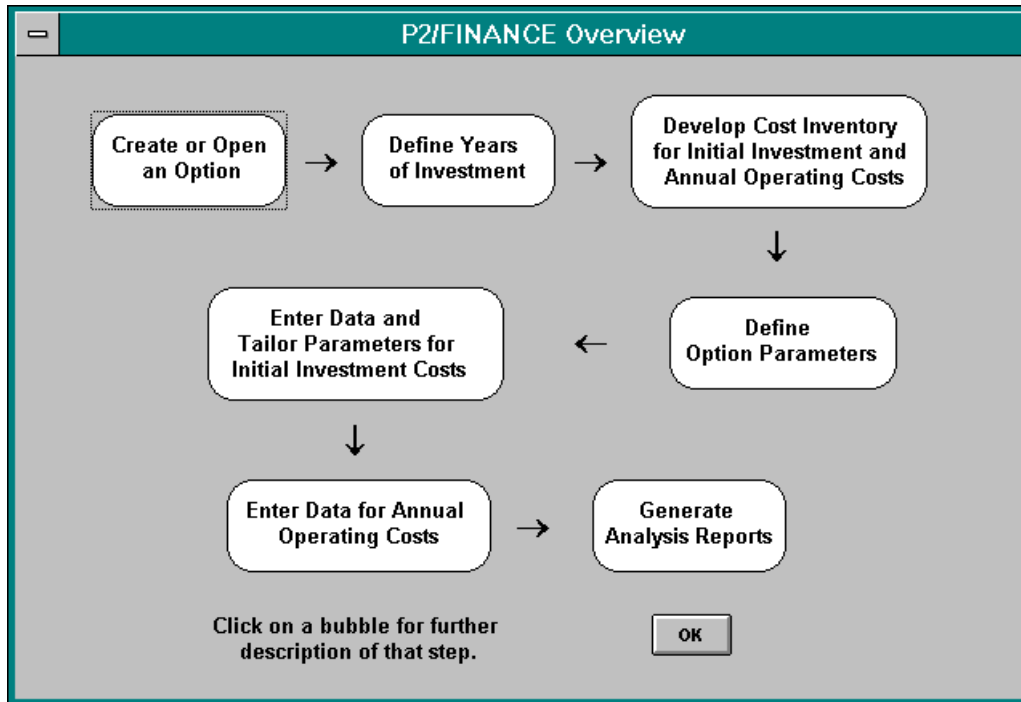 P2/FINANCE Overview
Create or Open
an Option
→
Define Years
of Investment
→
Develop Cost Inventory
for Initial Investment and
Annual Operating Costs
↓
Define
Option Parameters
←
Enter Data and
Tailor Parameters for
Initial Investment Costs
↓
Enter Data for Annual
Operating Costs
→
Generate
Analysis Reports
Click on a bubble for further
description of that step.
OK